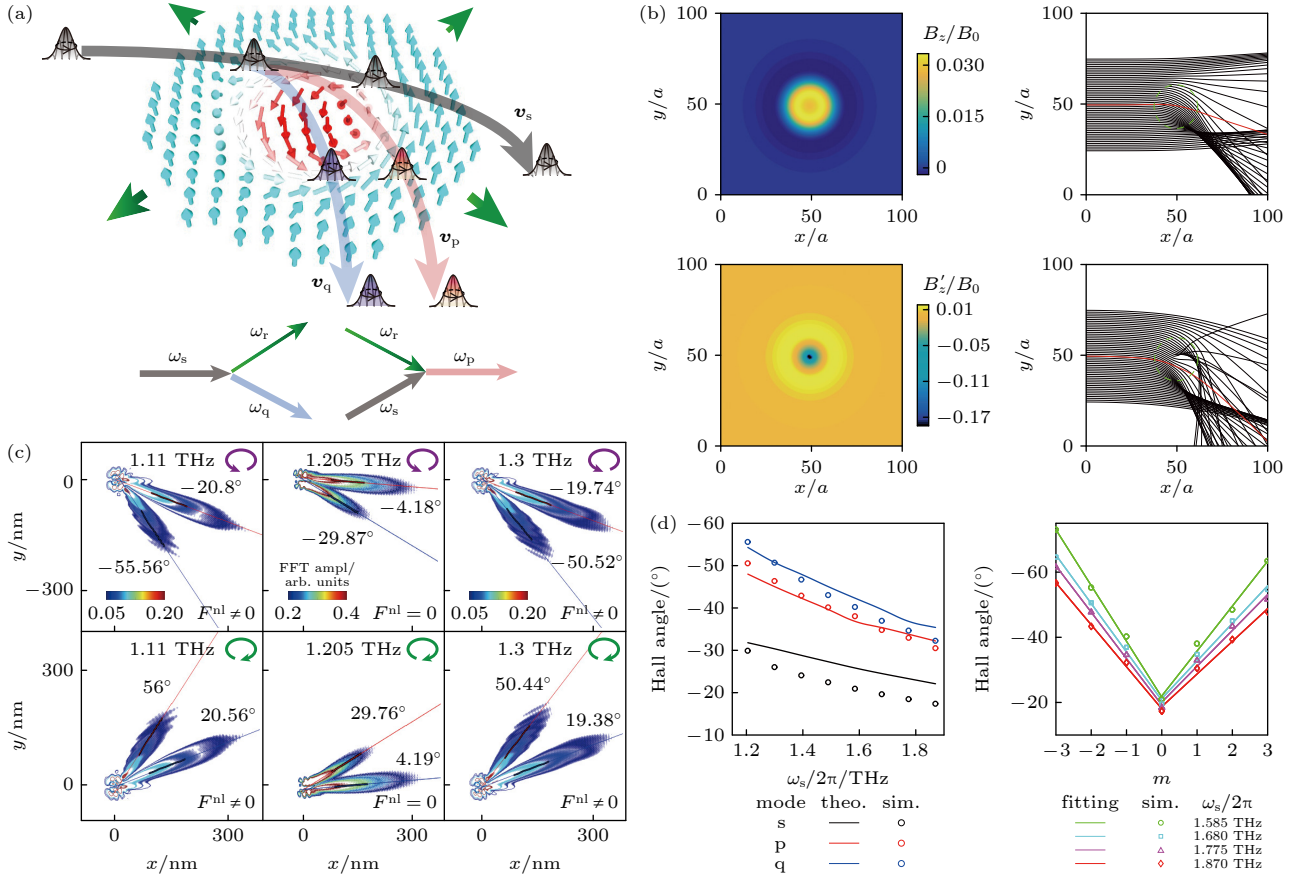 (a)
v_s
v_p
v_q
ω_r
ω_r
ω_s
ω_p
ω_q
ω_s
(b)
100
50
0
y/a
0
50
100
x/a
B_z/B_0
0.030
0.015
0
100
50
0
y/a
0
50
100
x/a
100
50
0
y/a
0
50
100
x/a
B′_z/B_0
0.01
−0.05
−0.11
−0.17
100
50
0
y/a
0
50
100
x/a
(c)
1.11 THz
−20.8°
−55.56°
0.05
0.20
F^nl ≠ 0
1.205 THz
−4.18°
−29.87°
FFT ampl/
arb. units
0.2
0.4
F^nl = 0
1.3 THz
−19.74°
−50.52°
F^nl ≠ 0
0
−300
y/nm
1.11 THz
56°
20.56°
F^nl ≠ 0
1.205 THz
29.76°
4.19°
F^nl = 0
1.3 THz
50.44°
19.38°
F^nl ≠ 0
300
0
y/nm
0
300
0
300
0
300
x/nm
x/nm
x/nm
(d)
−60
−50
−40
−30
−20
−10
Hall angle/(°)
1.2
1.4
1.6
1.8
ω_s/2π/THz
mode
theo.
sim.
s
p
q
−60
−40
−20
Hall angle/(°)
−3
−2
−1
0
1
2
3
m
fitting
sim.
ω_s/2π
1.585 THz
1.680 THz
1.775 THz
1.870 THz